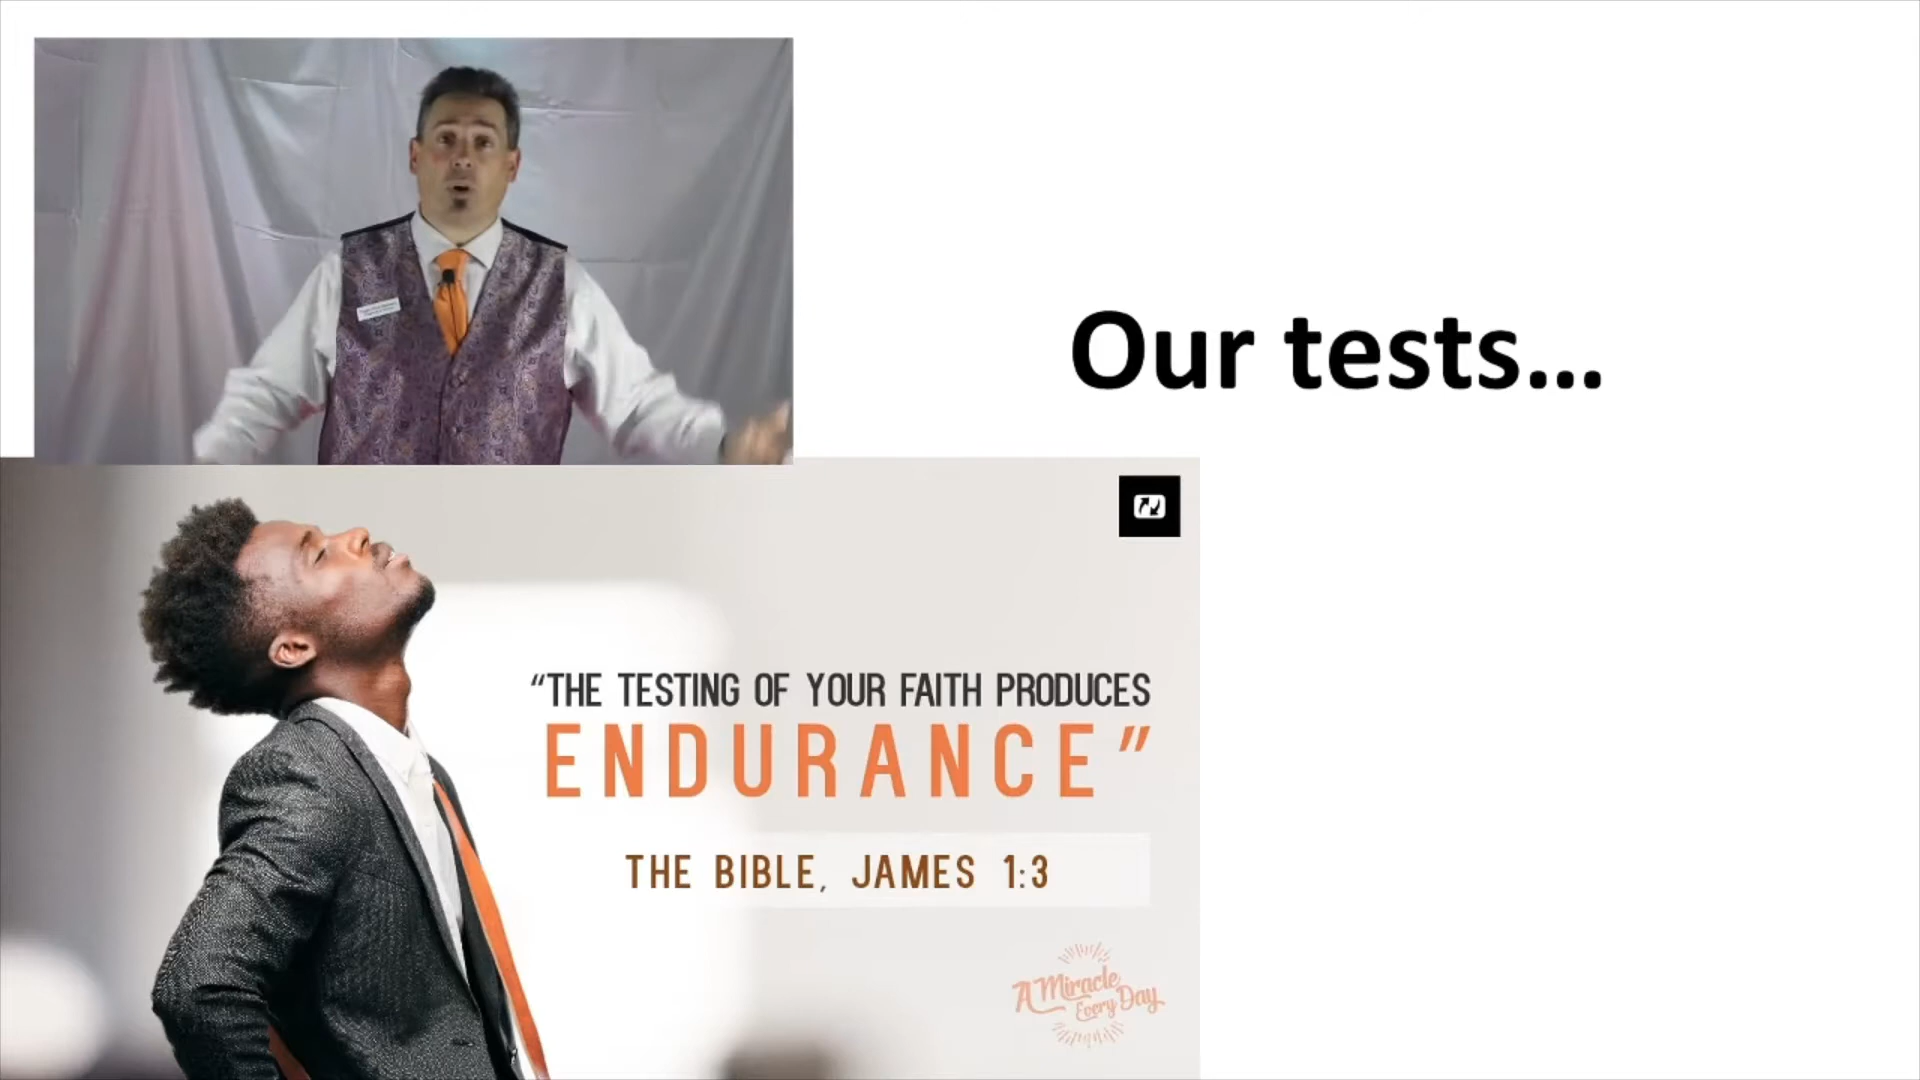 Our tests...
“THE TESTING OF YOUR FAITH PRODUCES
ENDURANCE”
THE BIBLE, JAMES 1:3
A Miracle
Every Day